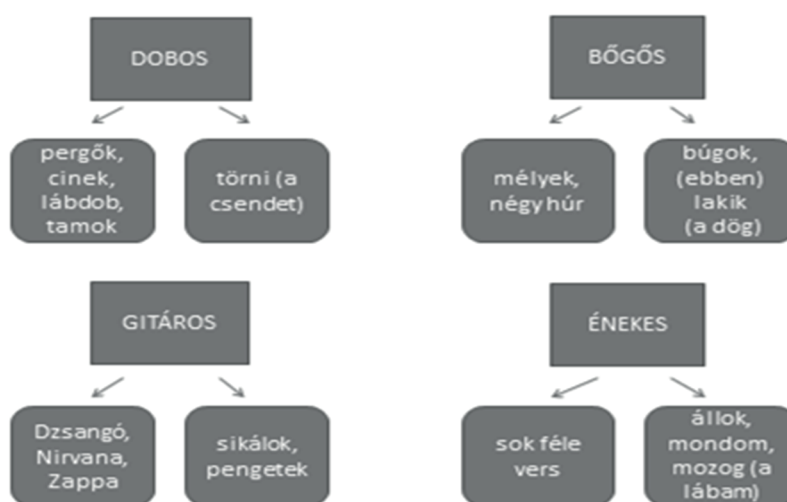 DOBOS
BŐGŐS
pergők,
cinek,
lábdob,
tamok
törni (a
csendet)
mélyek,
négy húr
búgok,
(ebben)
lakik
(a dög)
GITÁROS
ÉNEKES
Dzsangó,
Nirvana,
Zappa
sikálok,
pengetek
sok féle
vers
állok,
mondom,
mozog (a
lábam)